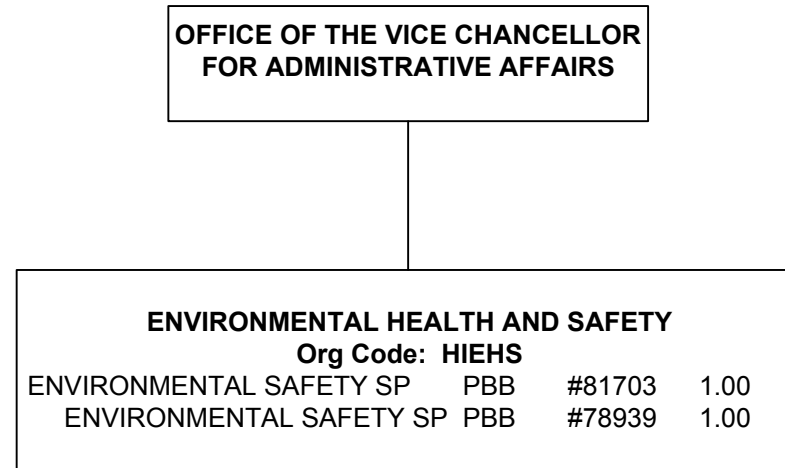 OFFICE OF THE VICE CHANCELLOR
FOR ADMINISTRATIVE AFFAIRS
ENVIRONMENTAL HEALTH AND SAFETY
Org Code: HIEHS
ENVIRONMENTAL SAFETY SP PBB #81703 1.00
ENVIRONMENTAL SAFETY SP PBB #78939 1.00